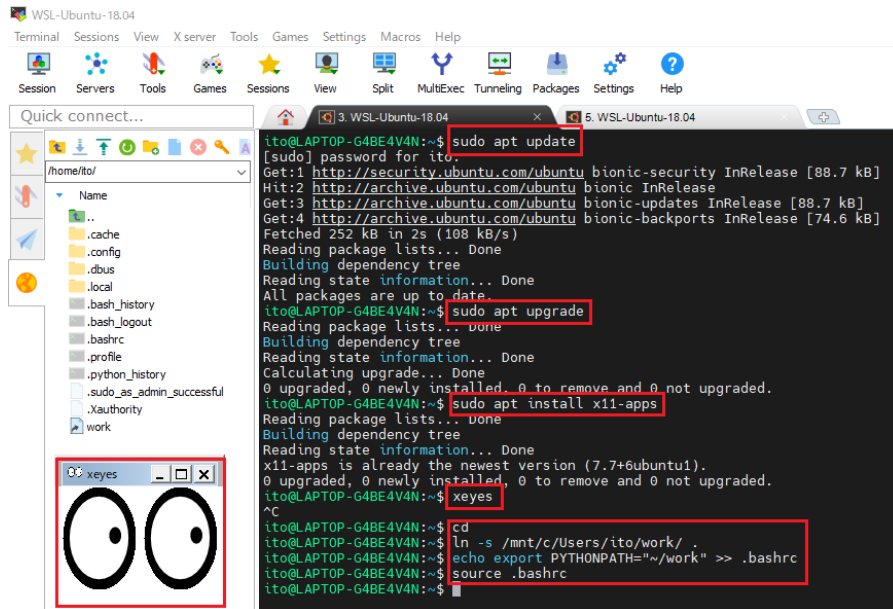 WSL-Ubuntu-18.04
Terminal Sessions View X server Tools Games Settings Macros Help
Session Servers Tools Games Sessions View Split MultiExec Tunneling Packages Settings Help
Quick connect...
3. WSL-Ubuntu-18.04
5. WSL-Ubuntu-18.04
/home/ito/
Name
..
.cache
.config
.dbus
.local
.bash_history
.bash_logout
.bashrc
.profile
.python_history
.sudo_as_admin_successful
.Xauthority
work
xeyes
ito@LAPTOP-G4BE4V4N:~$ sudo apt update
[sudo] password for ito:
Get:1 http://security.ubuntu.com/ubuntu bionic-security InRelease [88.7 kB]
Hit:2 http://archive.ubuntu.com/ubuntu bionic InRelease
Get:3 http://archive.ubuntu.com/ubuntu bionic-updates InRelease [88.7 kB]
Get:4 http://archive.ubuntu.com/ubuntu bionic-backports InRelease [74.6 kB]
Fetched 252 kB in 2s (108 kB/s)
Reading package lists... Done
Building dependency tree
Reading state information... Done
All packages are up to date.
ito@LAPTOP-G4BE4V4N:~$ sudo apt upgrade
Reading package lists... Done
Building dependency tree
Reading state information... Done
Calculating upgrade... Done
0 upgraded, 0 newly installed, 0 to remove and 0 not upgraded.
ito@LAPTOP-G4BE4V4N:~$ sudo apt install x11-apps
Reading package lists... Done
Building dependency tree
Reading state information... Done
x11-apps is already the newest version (7.7+6ubuntu1).
0 upgraded, 0 newly installed, 0 to remove and 0 not upgraded.
ito@LAPTOP-G4BE4V4N:~$ xeyes
^C
ito@LAPTOP-G4BE4V4N:~$ cd
ito@LAPTOP-G4BE4V4N:~$ ln -s /mnt/c/Users/ito/work/ .
ito@LAPTOP-G4BE4V4N:~$ echo export PYTHONPATH="~/work" >> .bashrc
ito@LAPTOP-G4BE4V4N:~$ source .bashrc
ito@LAPTOP-G4BE4V4N:~$